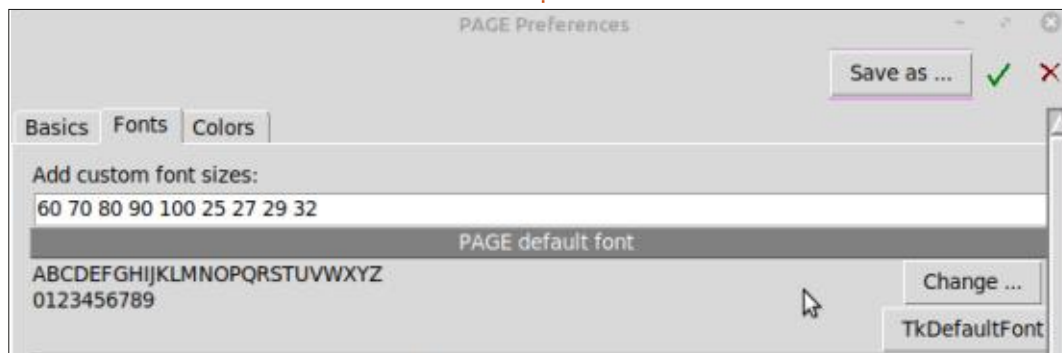 PAGE Preferences
Save as ...
Basics Fonts Colors
Add custom font sizes:
60 70 80 90 100 25 27 29 32
PAGE default font
ABCDEFGHIJKLMNOPQRSTUVWXYZ
0123456789
Change ...
TkDefaultFont